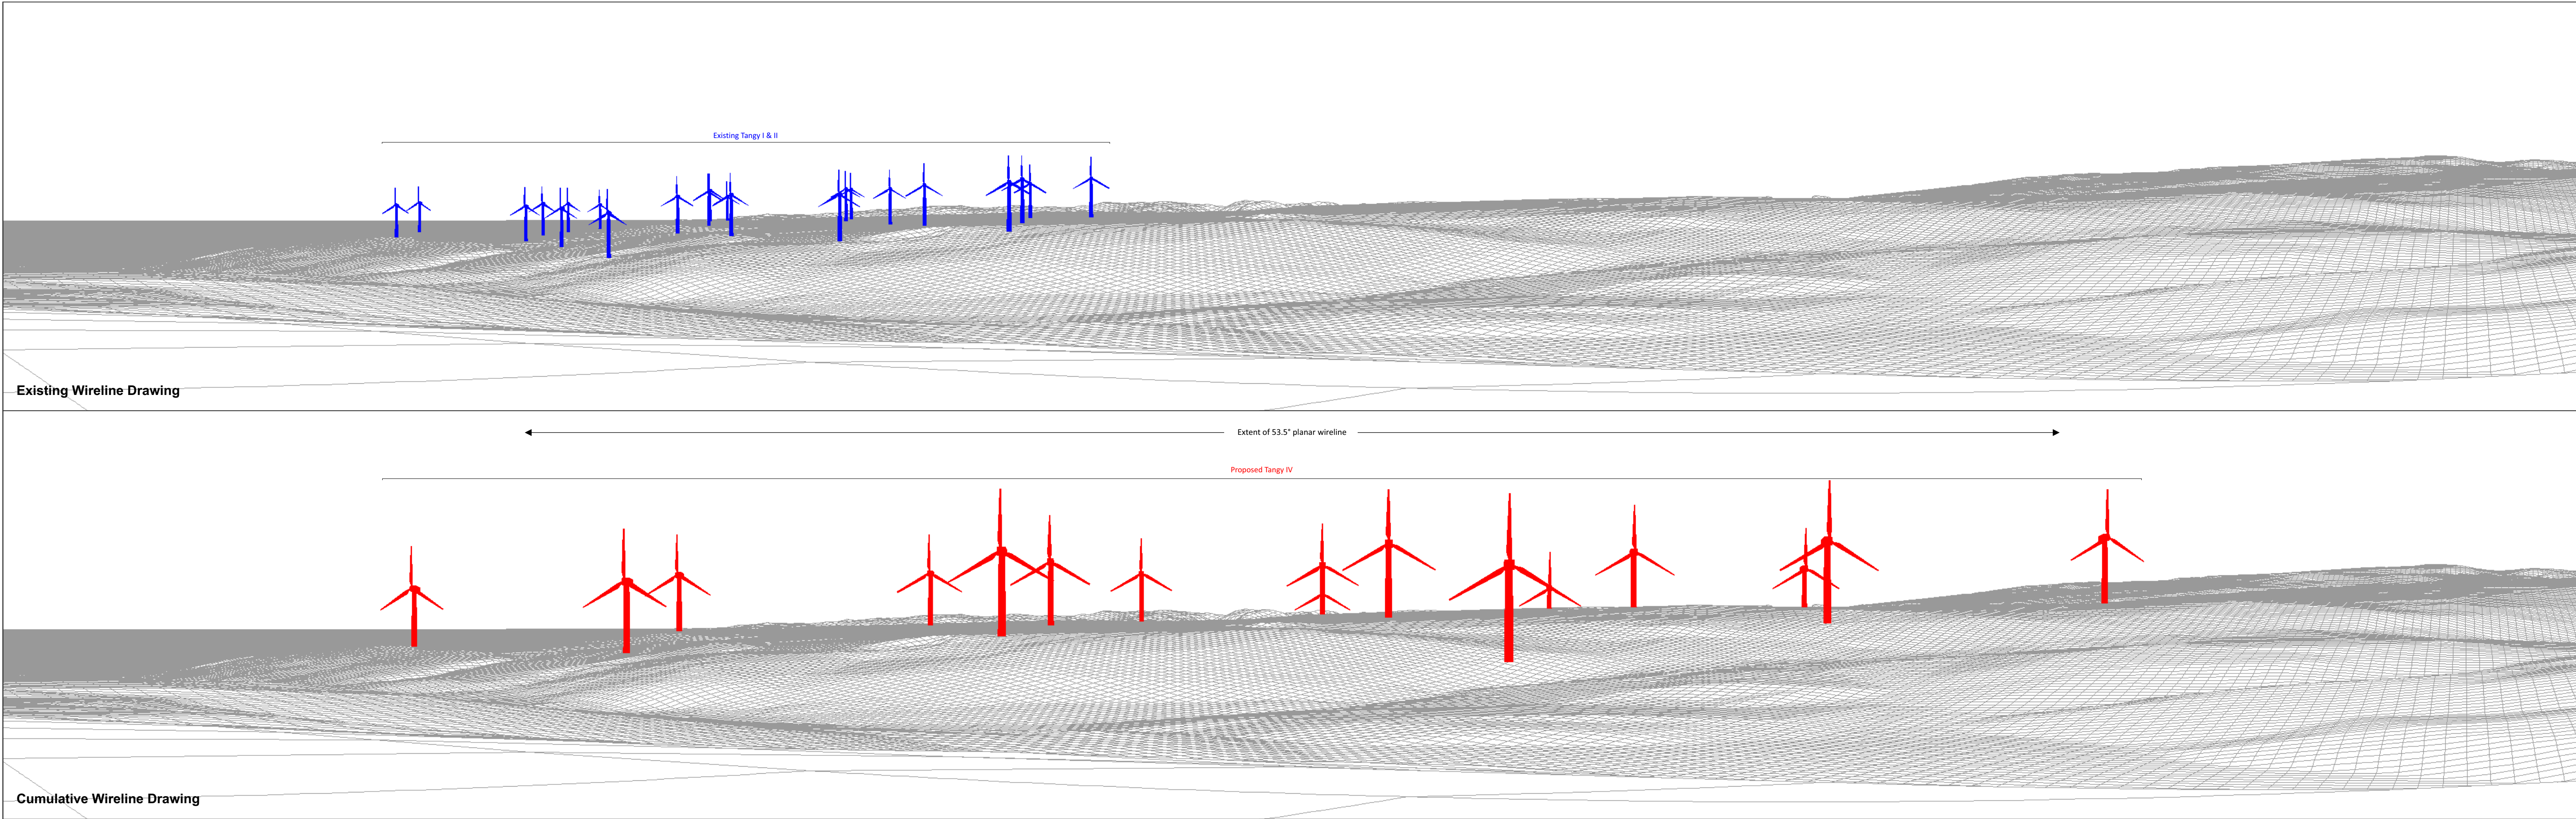 Existing Tangy I & II
Existing Wireline Drawing
Extent of 53.5° planar wireline
Proposed Tangy IV
Cumulative Wireline Drawing